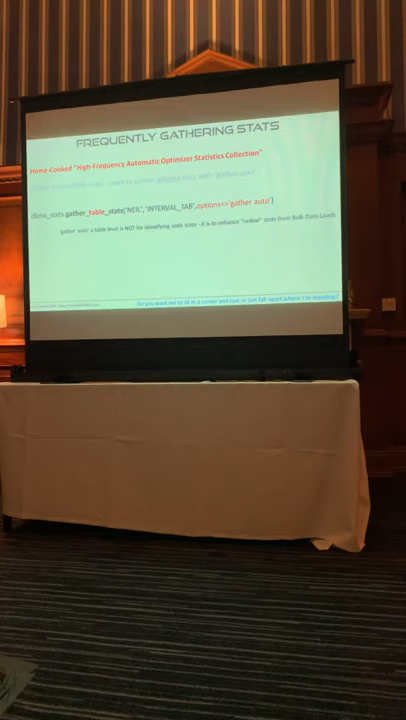 FREQUENTLY GATHERING STATS
Home-Cooked "High-Frequency Automatic Optimizer Statistics Collection"
'gather auto'
dbms_stats.gather_table_stats('NEIL', 'INTERVAL_TAB',options=>'gather auto')
'gather auto' a table level is NOT for identifying stale stats - it is to enhance "online" stats from Bulk Data Loads
Do you want me to sit in a corner and rust or just fall apart where I'm standing?